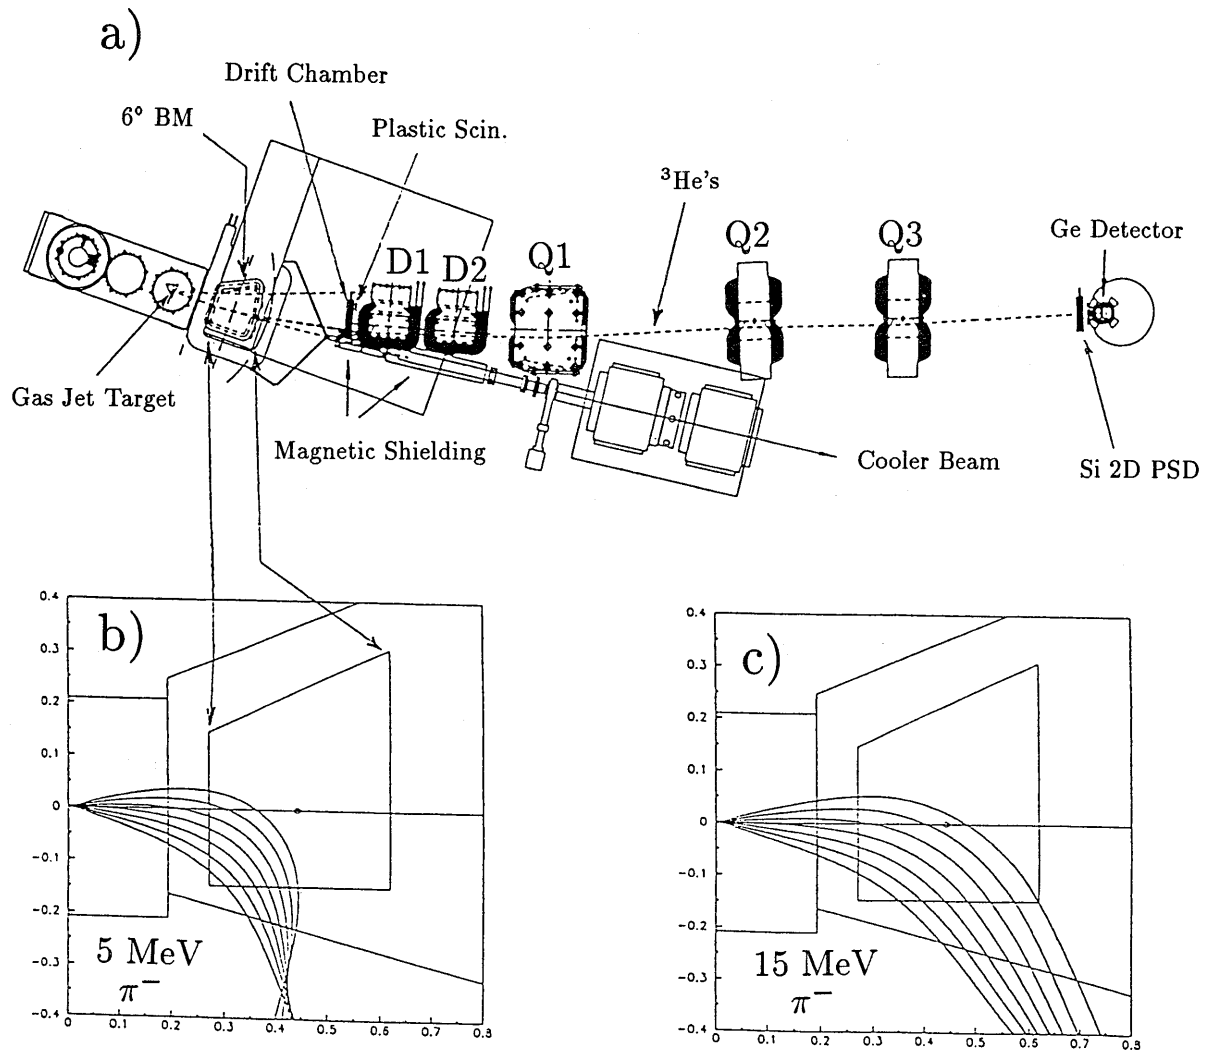 a)
Drift Chamber
6° BM
Plastic Scin.
³He's
D1
D2
Q1
Q2
Q3
Ge Detector
Gas Jet Target
Magnetic Shielding
Cooler Beam
Si 2D PSD
b)
0.4
0.3
0.2
0.1
0
−0.1
−0.2
−0.3
−0.4
5 MeV
π⁻
0
0.1
0.2
0.3
0.4
0.5
0.6
0.7
0.8
c)
0.4
0.3
0.2
0.1
0
−0.1
−0.2
−0.3
−0.4
15 MeV
π⁻
0
0.1
0.2
0.3
0.4
0.5
0.6
0.7
0.8